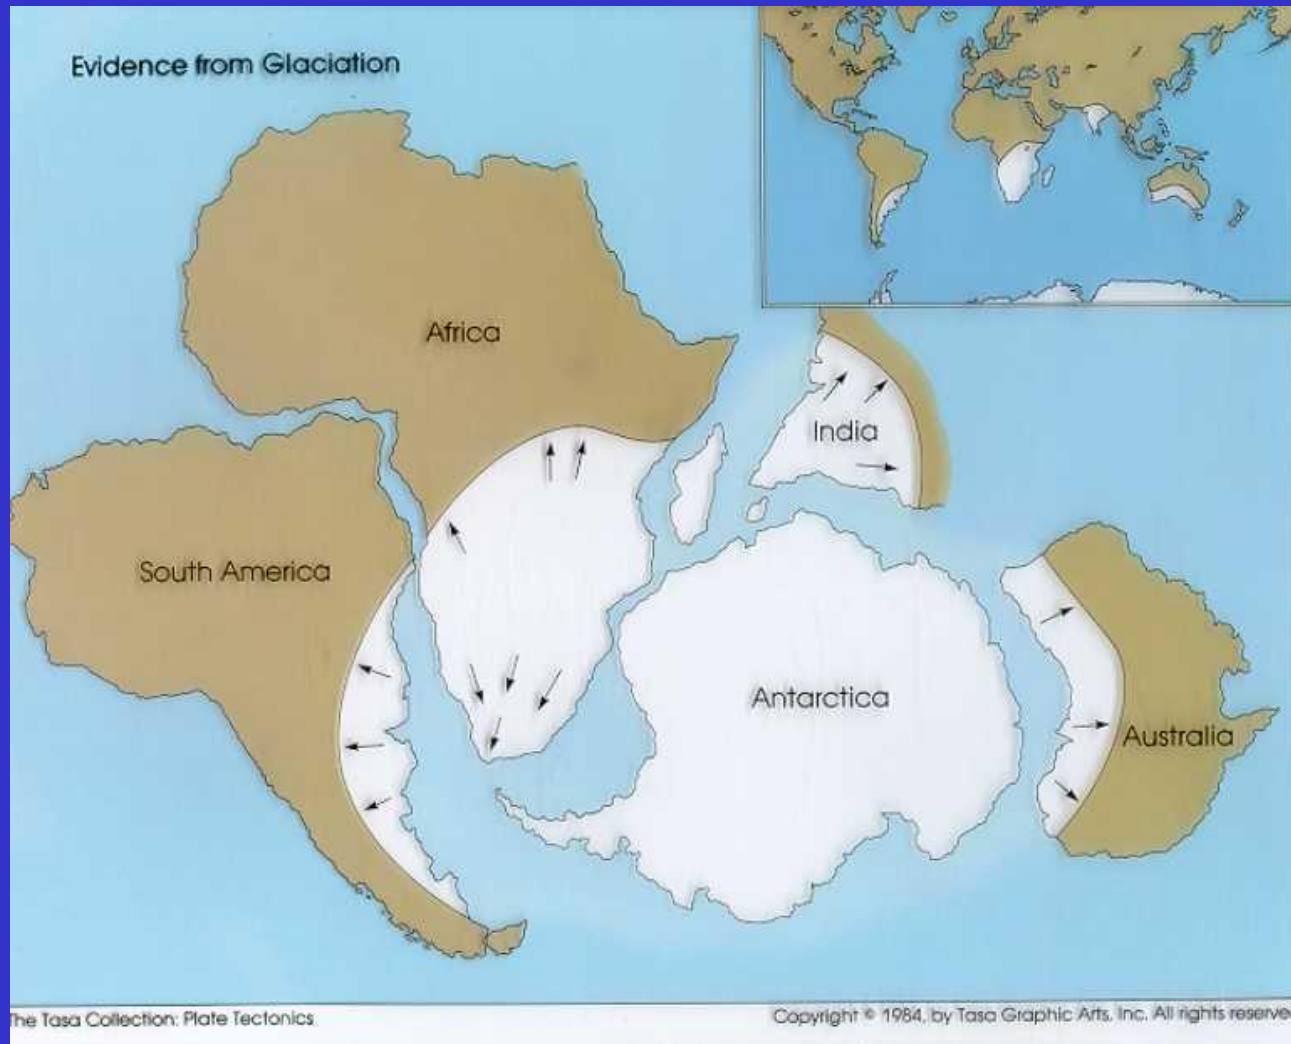 Evidence from Glaciation
Africa
India
South America
Antarctica
Australia
The Tasa Collection: Plate Tectonics
Copyright © 1984, by Tasa Graphic Arts, Inc. All rights reserve